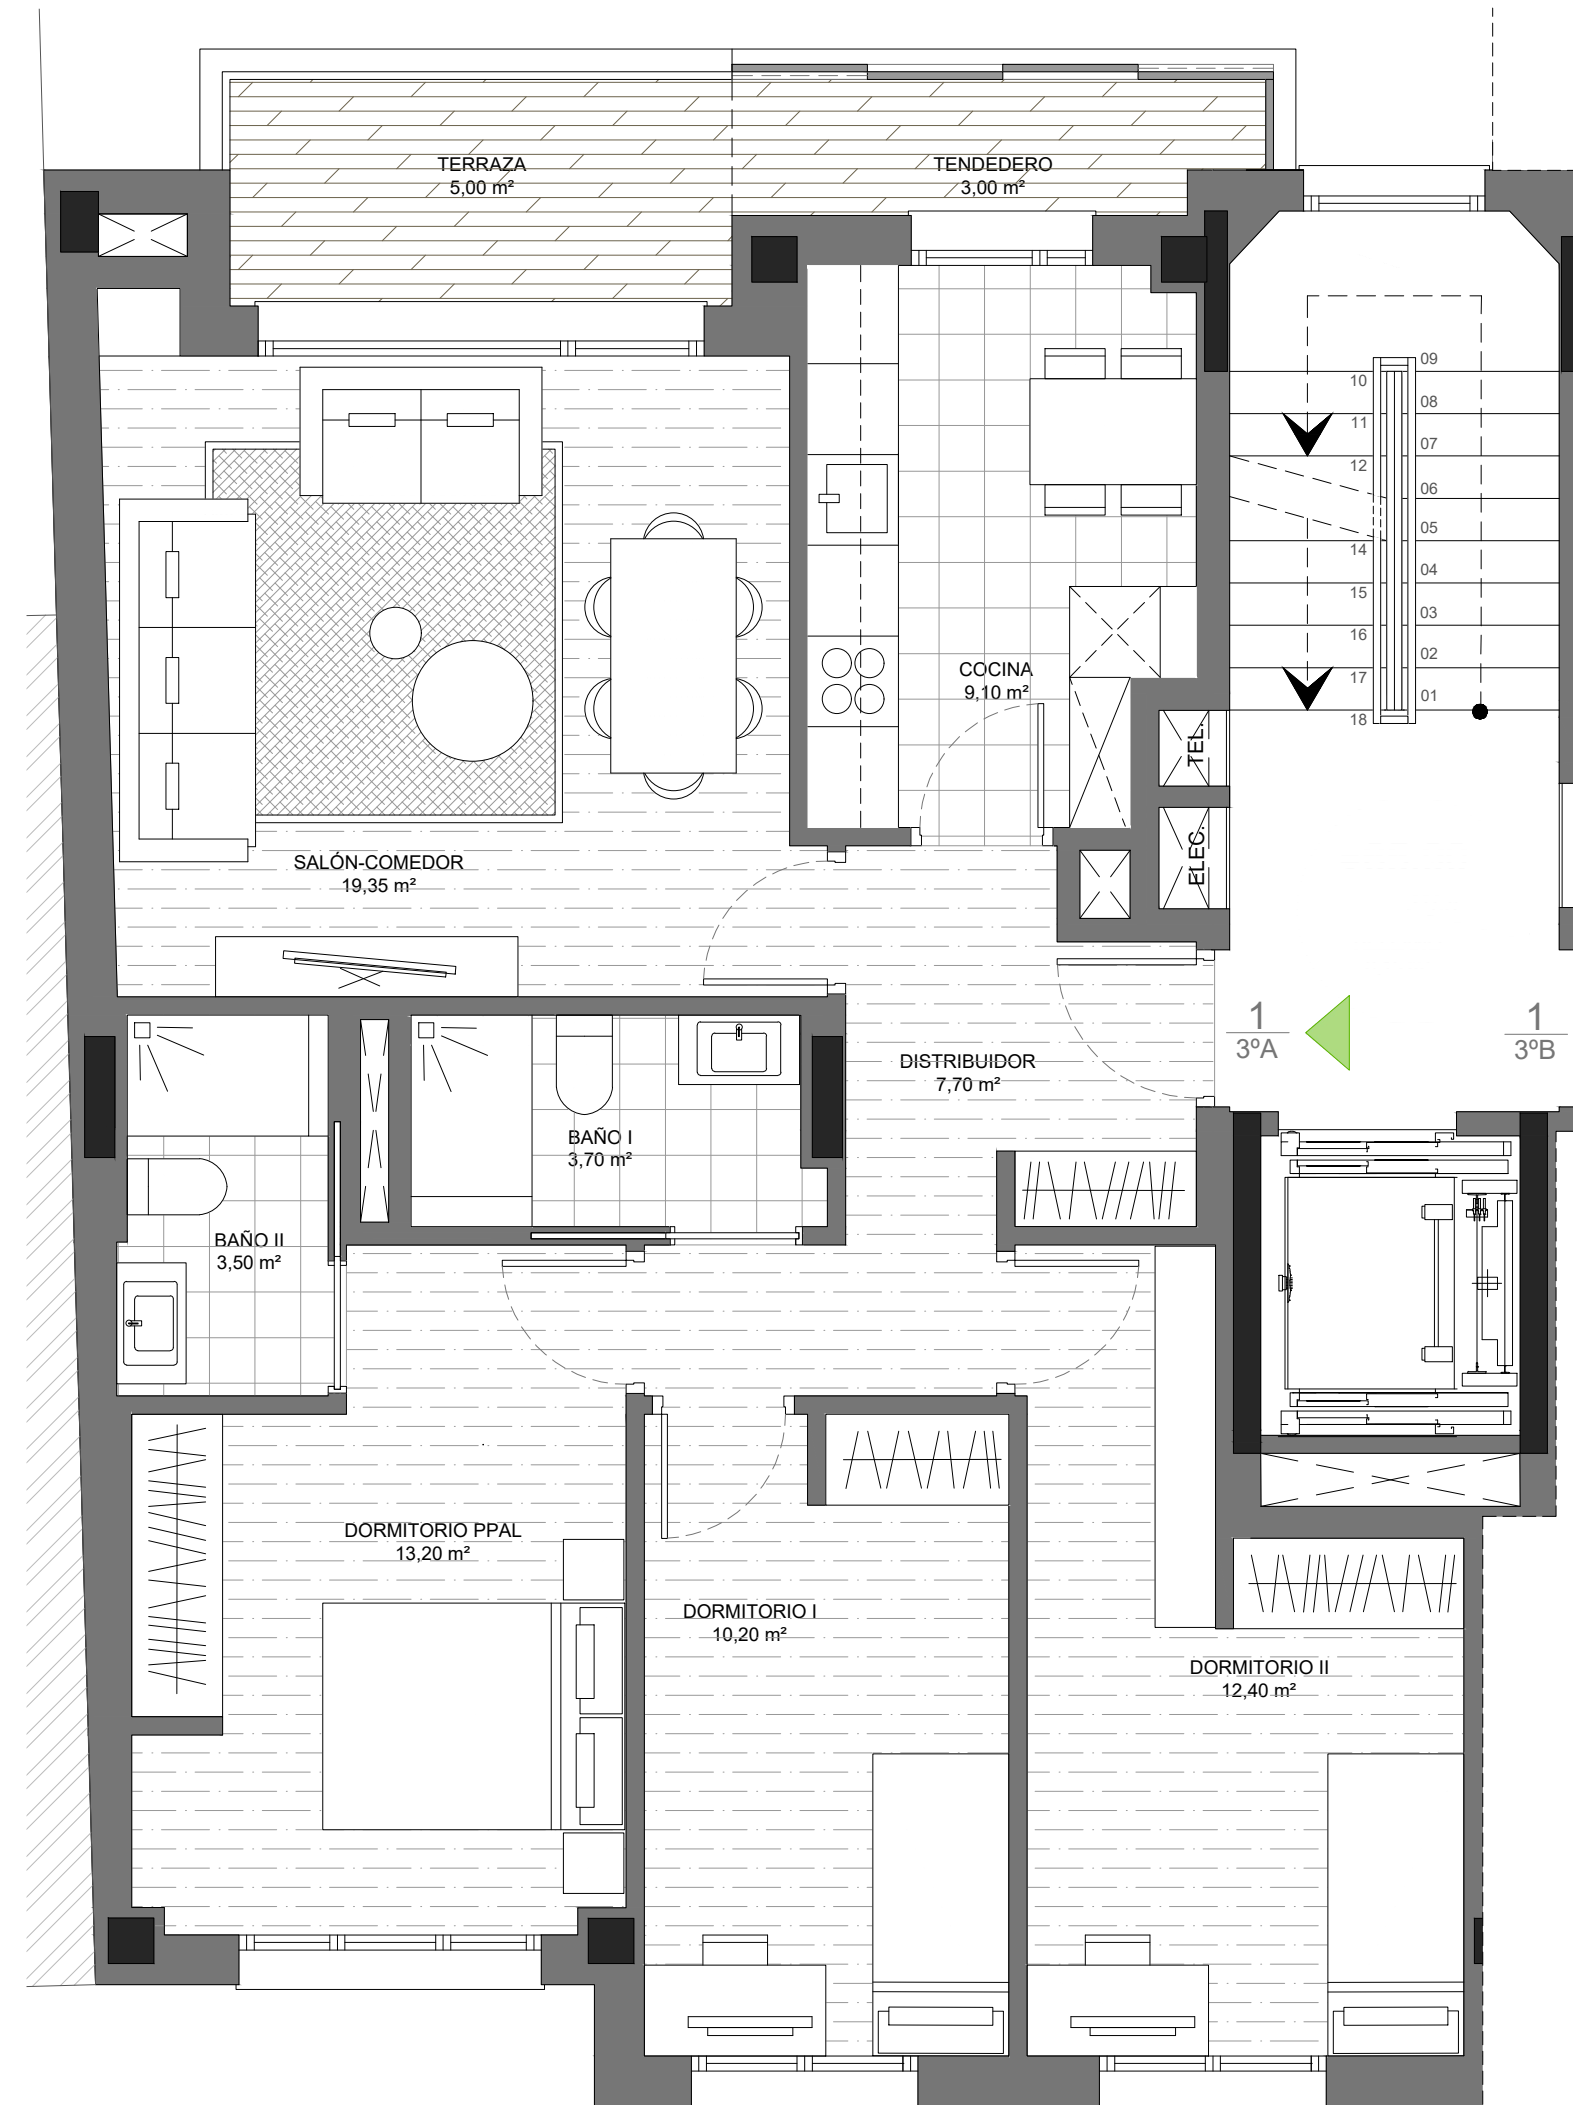 TERRAZA
5,00 m²
TENDEDERO
3,00 m²
09
10
08
11
07
12
06
05
14
04
15
03
16
02
17
01
18
COCINA
9,10 m²
TEL.
ELEC.
SALÓN-COMEDOR
19,35 m²
1
3ºA
1
3ºB
DISTRIBUIDOR
7,70 m²
BAÑO I
3,70 m²
BAÑO II
3,50 m²
DORMITORIO PPAL
13,20 m²
DORMITORIO I
10,20 m²
DORMITORIO II
12,40 m²